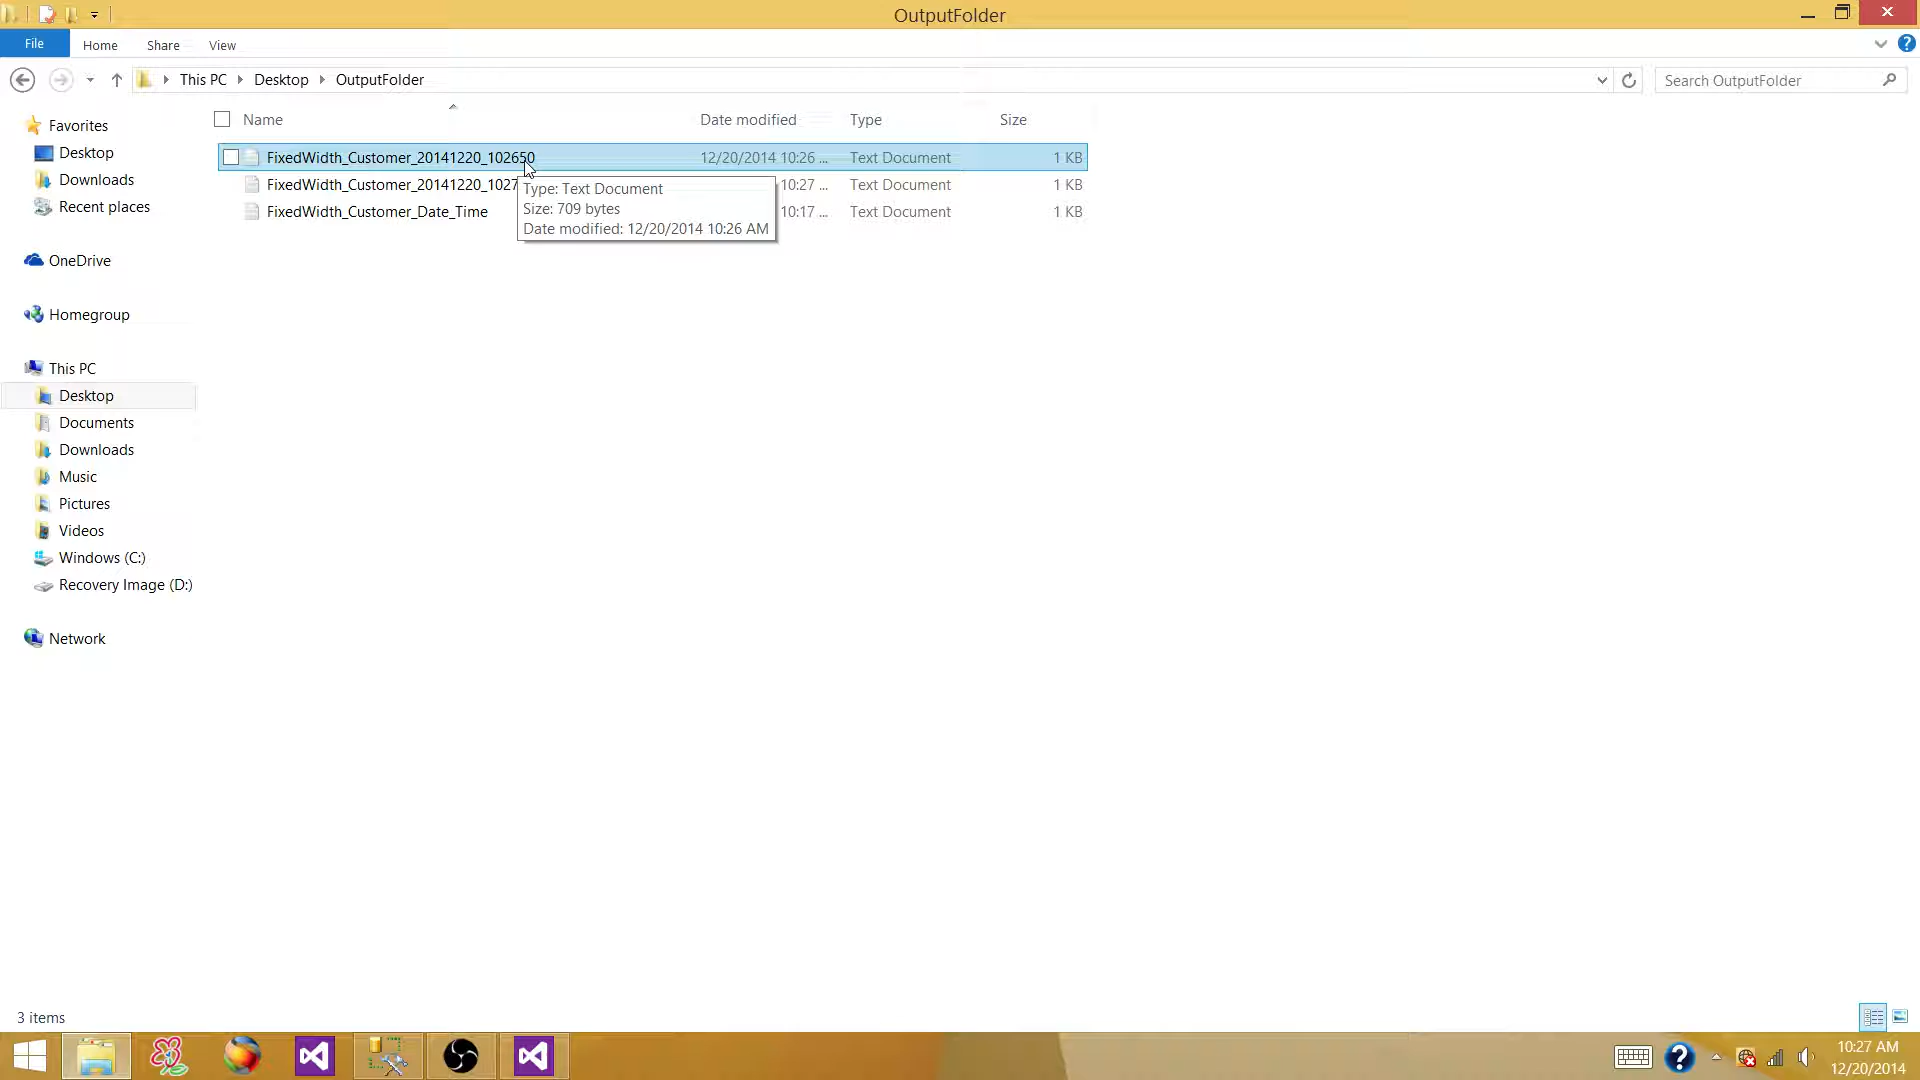 OutputFolder
File Home Share View
This PC Desktop OutputFolder Search OutputFolder
Name Date modified Type Size
FixedWidth_Customer_20141220_102650 12/20/2014 10:26 ... Text Document 1 KB
FixedWidth_Customer_20141220_1027 10:27 ... Text Document 1 KB
FixedWidth_Customer_Date_Time 10:17 ... Text Document 1 KB
Type: Text Document
Size: 709 bytes
Date modified: 12/20/2014 10:26 AM
Favorites
Desktop
Downloads
Recent places
OneDrive
Homegroup
This PC
Desktop
Documents
Downloads
Music
Pictures
Videos
Windows (C:)
Recovery Image (D:)
Network
3 items
10:27 AM
12/20/2014